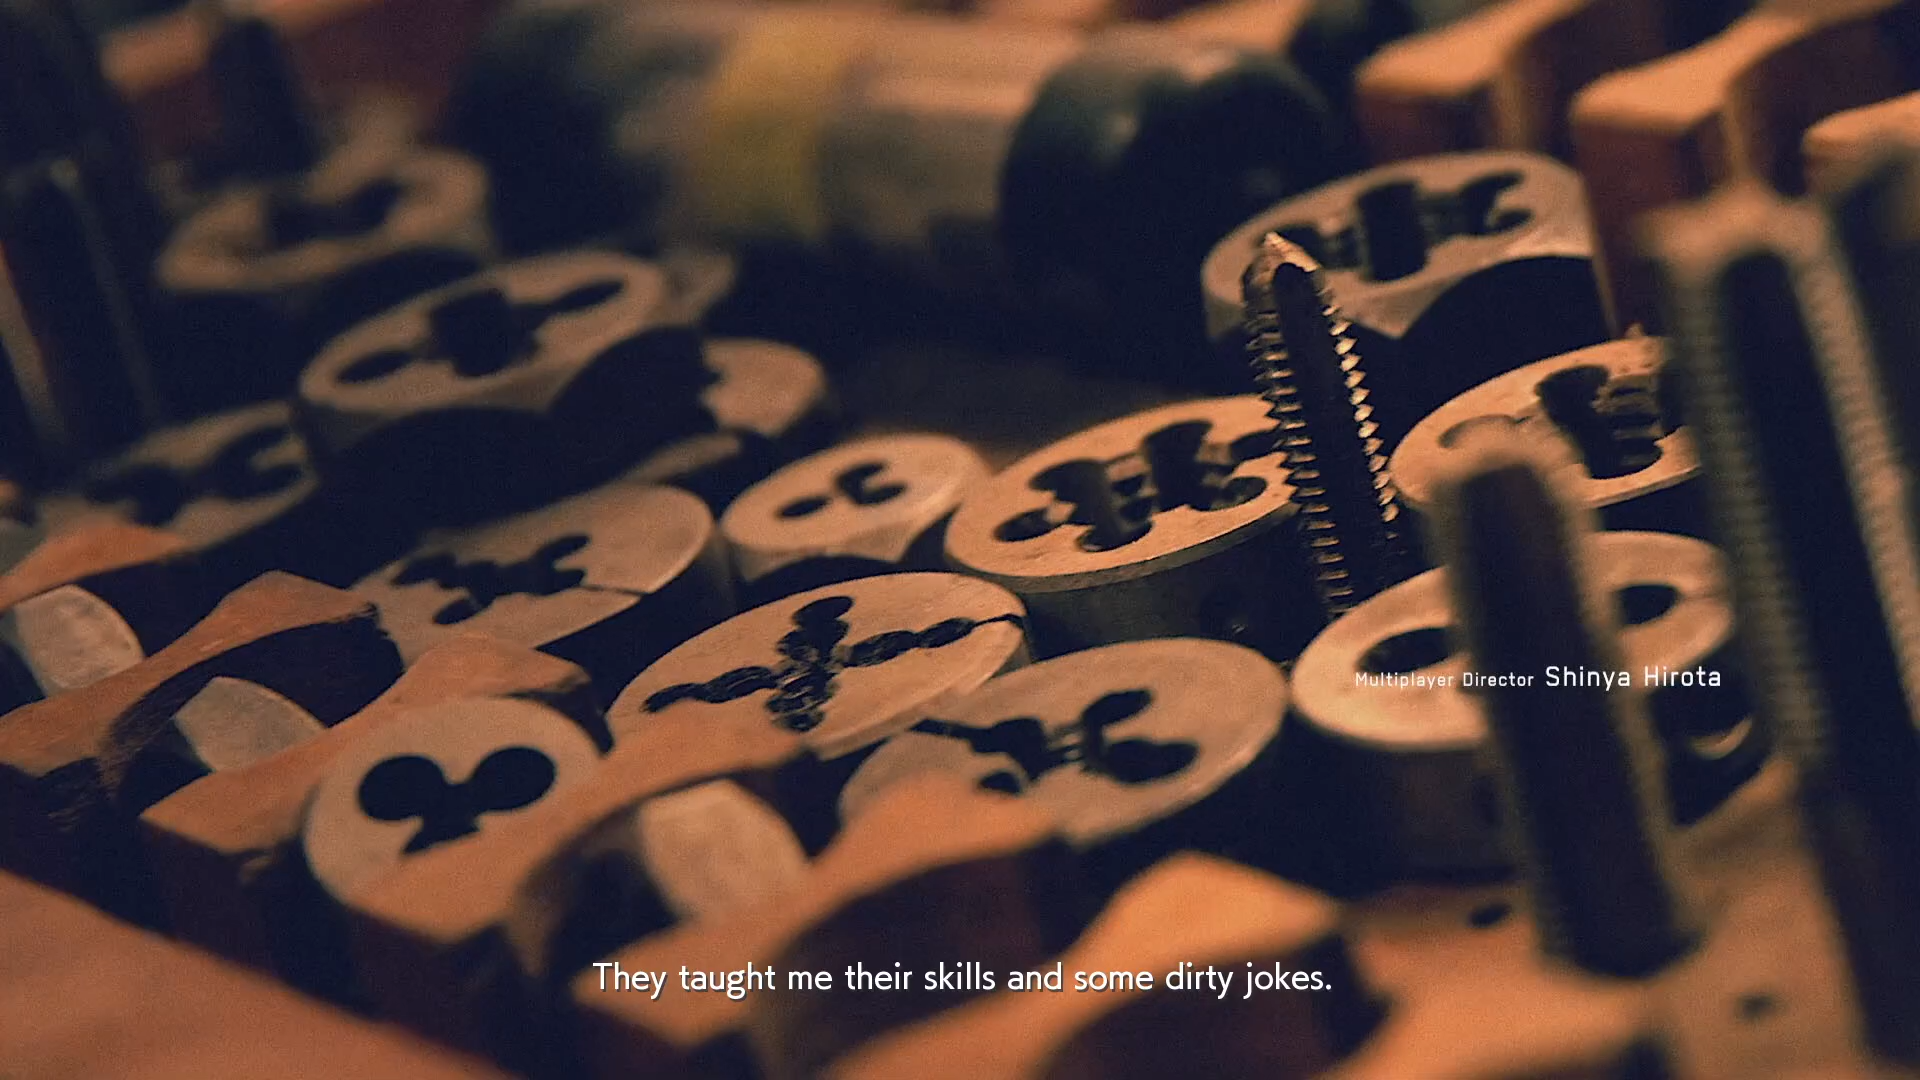 Multiplayer Director Shinya Hirota
They taught me their skills and some dirty jokes.